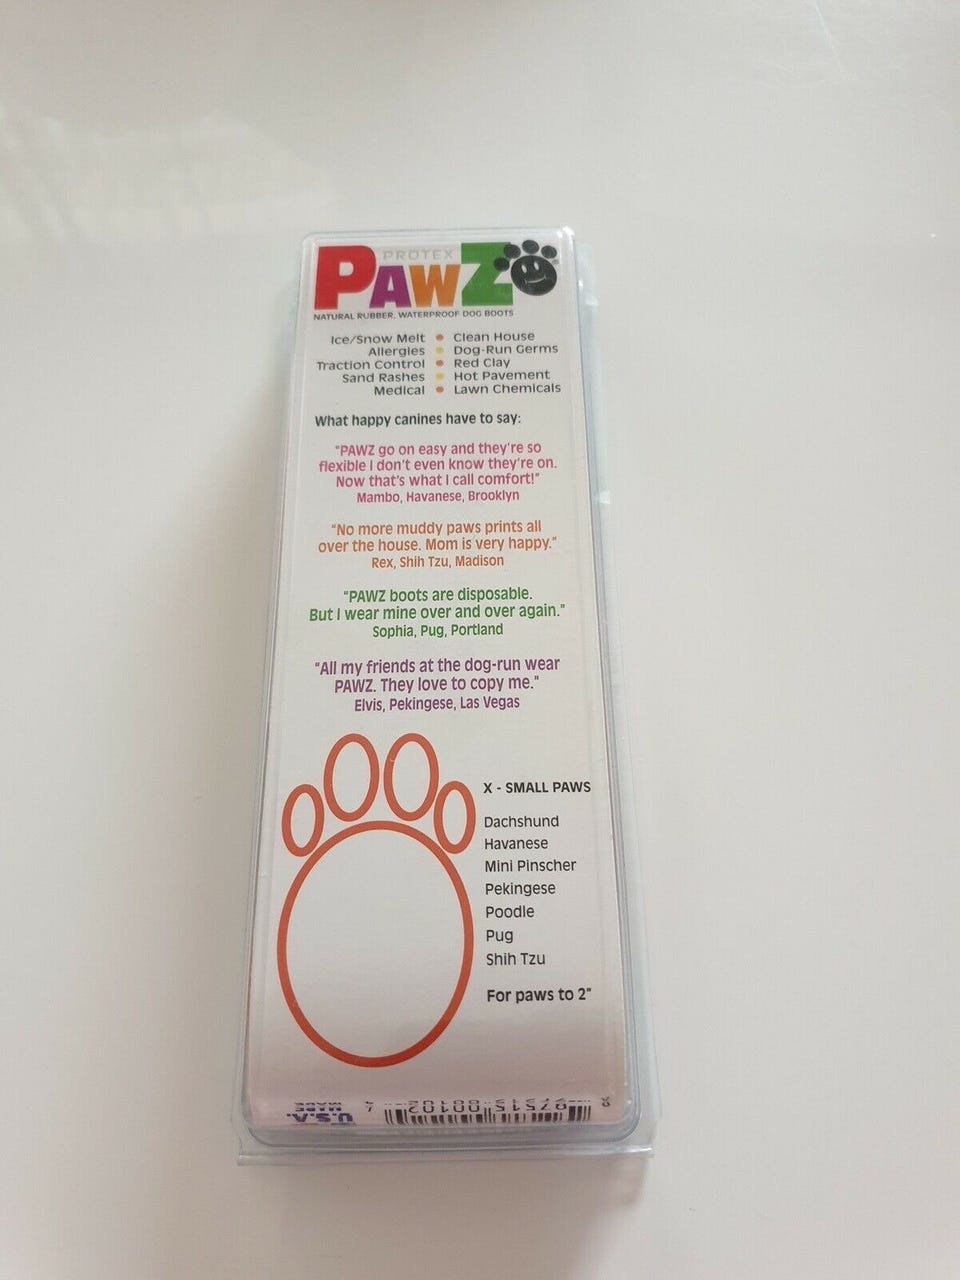 PROTEX
PAWZ
NATURAL RUBBER, WATERPROOF DOG BOOTS
Ice/Snow Melt • Clean House
Allergies • Dog-Run Germs
Traction Control • Red Clay
Sand Rashes • Hot Pavement
Medical • Lawn Chemicals
What happy canines have to say:
"PAWZ go on easy and they're so
flexible I don't even know they're on.
Now that's what I call comfort!"
Mambo, Havanese, Brooklyn
"No more muddy paws prints all
over the house. Mom is very happy."
Rex, Shih Tzu, Madison
"PAWZ boots are disposable.
But I wear mine over and over again."
Sophia, Pug, Portland
"All my friends at the dog-run wear
PAWZ. They love to copy me."
Elvis, Pekingese, Las Vegas
X - SMALL PAWS
Dachshund
Havanese
Mini Pinscher
Pekingese
Poodle
Pug
Shih Tzu
For paws to 2"
MADE
U.S.A.
97515 00102